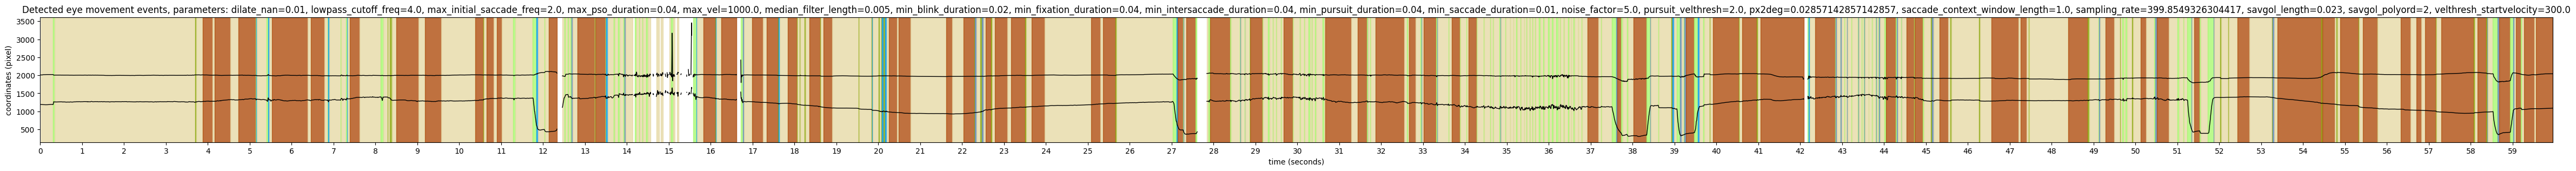 Detected eye movement events, parameters: dilate_nan=0.01, lowpass_cutoff_freq=4.0, max_initial_saccade_freq=2.0, max_pso_duration=0.04, max_vel=1000.0, median_filter_length=0.005, min_blink_duration=0.02, min_fixation_duration=0.04, min_intersaccade_duration=0.04, min_pursuit_duration=0.04, min_saccade_duration=0.01, noise_factor=5.0, pursuit_velthresh=2.0, px2deg=0.02857142857142857, saccade_context_window_length=1.0, sampling_rate=399.8549326304417, savgol_length=0.023, savgol_polyord=2, velthresh_startvelocity=300.0
3500
3000
2500
2000
1500
1000
500
coordinates (pixel)
0 1 2 3 4 5 6 7 8 9 10 11 12 13 14 15 16 17 18 19 20 21 22 23 24 25 26 27 28 29 30 31 32 33 34 35 36 37 38 39 40 41 42 43 44 45 46 47 48 49 50 51 52 53 54 55 56 57 58 59
time (seconds)